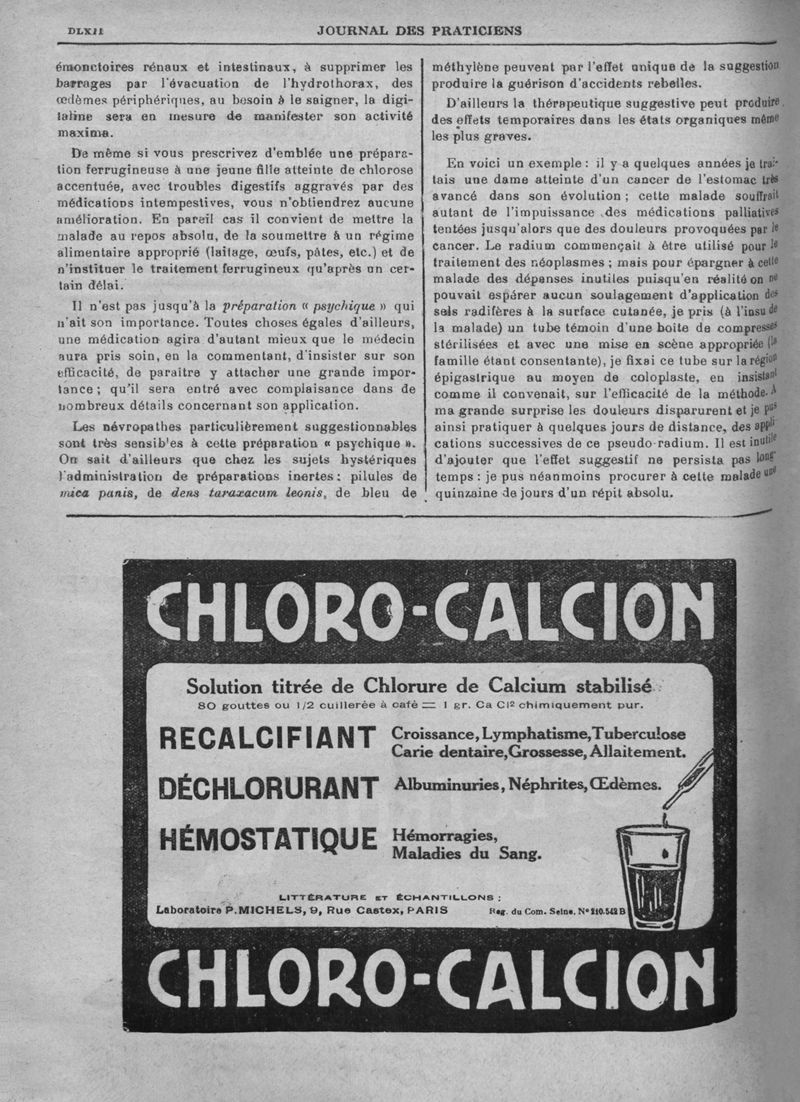 DLXII
JOURNAL DES PRATICIENS
émonctoires rénaux et intestinaux, à supprimer les
barrages par l'évacuation de l'hydrothorax, des
œdèmes périphériques, au besoin à le saigner, la digi-
taline sera en mesure de manifester son activité
maxima.
De même si vous prescrivez d'emblée une prépara-
tion ferrugineuse à une jeune fille atteinte de chlorose
accentuée, avec troubles digestifs aggravés par des
médications intempestives, vous n'obtiendrez aucune
amélioration. En pareil cas il convient de mettre la
malade au repos absolu, de la soumettre à un régime
alimentaire approprié (laitage, œufs, pâtes, etc.) et de
n'instituer le traitement ferrugineux qu'après un cer-
tain délai.
Il n'est pas jusqu'à la préparation « psychique » qui
n'ait son importance. Toutes choses égales d'ailleurs,
une médication agira d'autant mieux que le médecin
aura pris soin, en la commentant, d'insister sur son
efficacité, de paraître y attacher une grande impor-
tance ; qu'il sera entré avec complaisance dans de
nombreux détails concernant son application.
Les névropathes particulièrement suggestionnables
sont très sensib'es à cette préparation « psychique ».
On sait d'ailleurs que chez les sujets hystériques
l'administration de préparations inertes : pilules de
mica panis, de dens taraxacum leonis, de bleu de
méthylène peuvent par l'effet unique de la suggestion
produire la guérison d'accidents rebelles.
D'ailleurs la thérapeutique suggestive peut produire
des effets temporaires dans les états organiques même
les plus graves.
En voici un exemple : il y a quelques années je trai-
tais une dame atteinte d'un cancer de l'estomac très
avancé dans son évolution ; cette malade souffrait
autant de l'impuissance des médications palliatives
tentées jusqu'alors que des douleurs provoquées par le
cancer. Le radium commençait à être utilisé pour le
traitement des néoplasmes ; mais pour épargner à cette
malade des dépenses inutiles puisqu'en réalité on ne
pouvait espérer aucun soulagement d'application des
sels radifères à la surface cutanée, je pris (à l'insu de
la malade) un tube témoin d'une boite de compresses
stérilisées et avec une mise en scène appropriée (la
famille étant consentante), je fixai ce tube sur la région
épigastrique au moyen de coloplaste, en insistant
comme il convenait, sur l'efficacité de la méthode. A
ma grande surprise les douleurs disparurent et je pus
ainsi pratiquer à quelques jours de distance, des appli-
cations successives de ce pseudo-radium. Il est inutile
d'ajouter que l'effet suggestif ne persista pas long-
temps : je pus néanmoins procurer à cette malade une
quinzaine de jours d'un répit absolu.
CHLORO-CALCION
Solution titrée de Chlorure de Calcium stabilisé
80 gouttes ou 1/2 cuillerée à café = 1 gr. Ca Cl² chimiquement pur.
RECALCIFIANT Croissance, Lymphatisme, Tuberculose
Carie dentaire, Grossesse, Allaitement.
DÉCHLORURANT Albuminuries, Néphrites, Œdèmes.
HÉMOSTATIQUE Hémorragies,
Maladies du Sang.
LITTÉRATURE ET ÉCHANTILLONS :
Laboratoire P. MICHELS, 9, Rue Castex, PARIS Reg. du Com. Seine. N° 210.542 B
CHLORO-CALCION